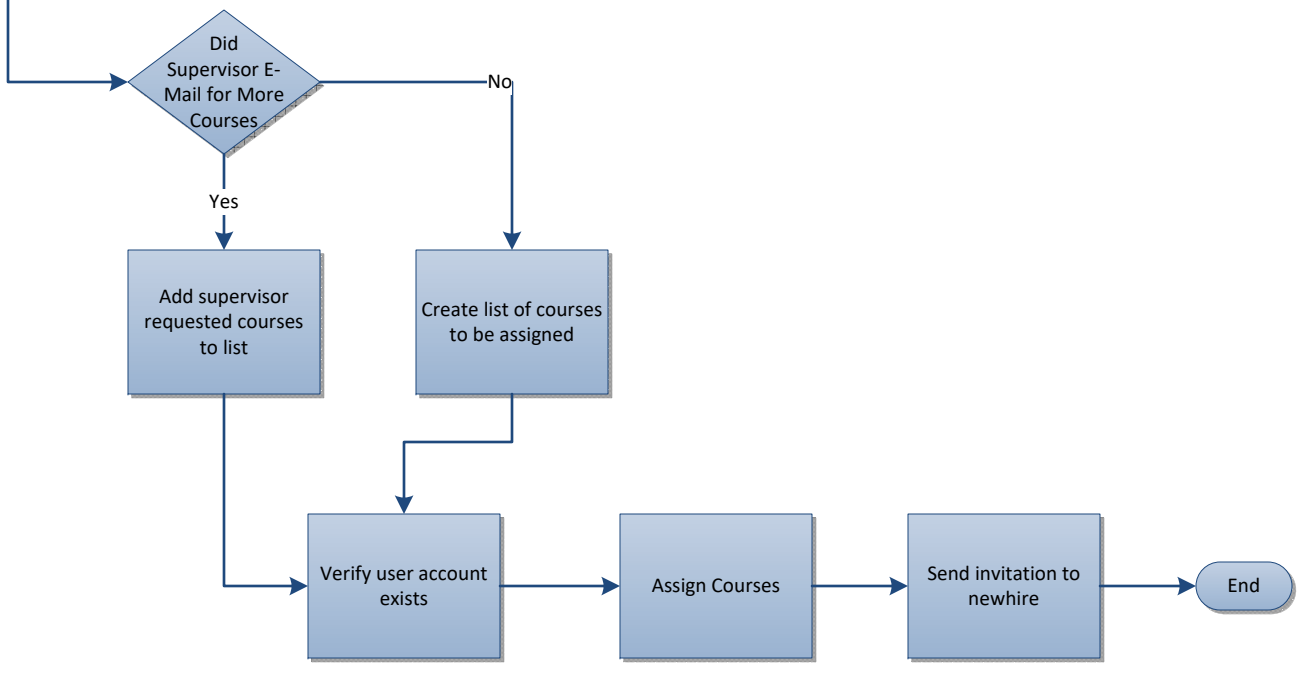 Did
Supervisor E-
Mail for More
Courses
No
Yes
Add supervisor
requested courses
to list
Create list of courses
to be assigned
Verify user account
exists
Assign Courses
Send invitation to
newhire
End